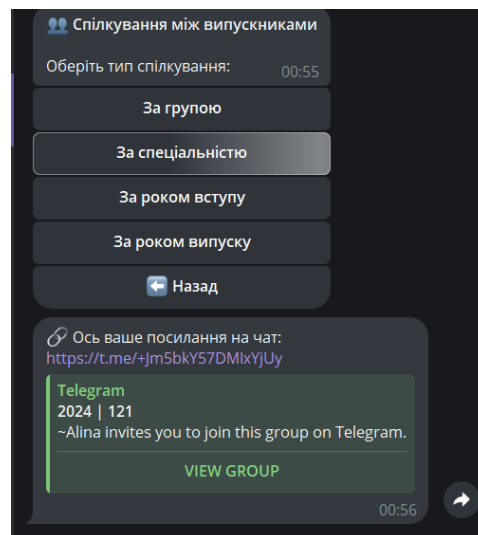 👥 Спілкування між випускниками
Оберіть тип спілкування:
00:55
За групою
За спеціальністю
За роком вступу
За роком випуску
⬅️ Назад
🔗 Ось ваше посилання на чат:
https://t.me/+Jm5bkY57DMIxYjUy
Telegram
2024 | 121
~Alina invites you to join this group on Telegram.
VIEW GROUP
00:56